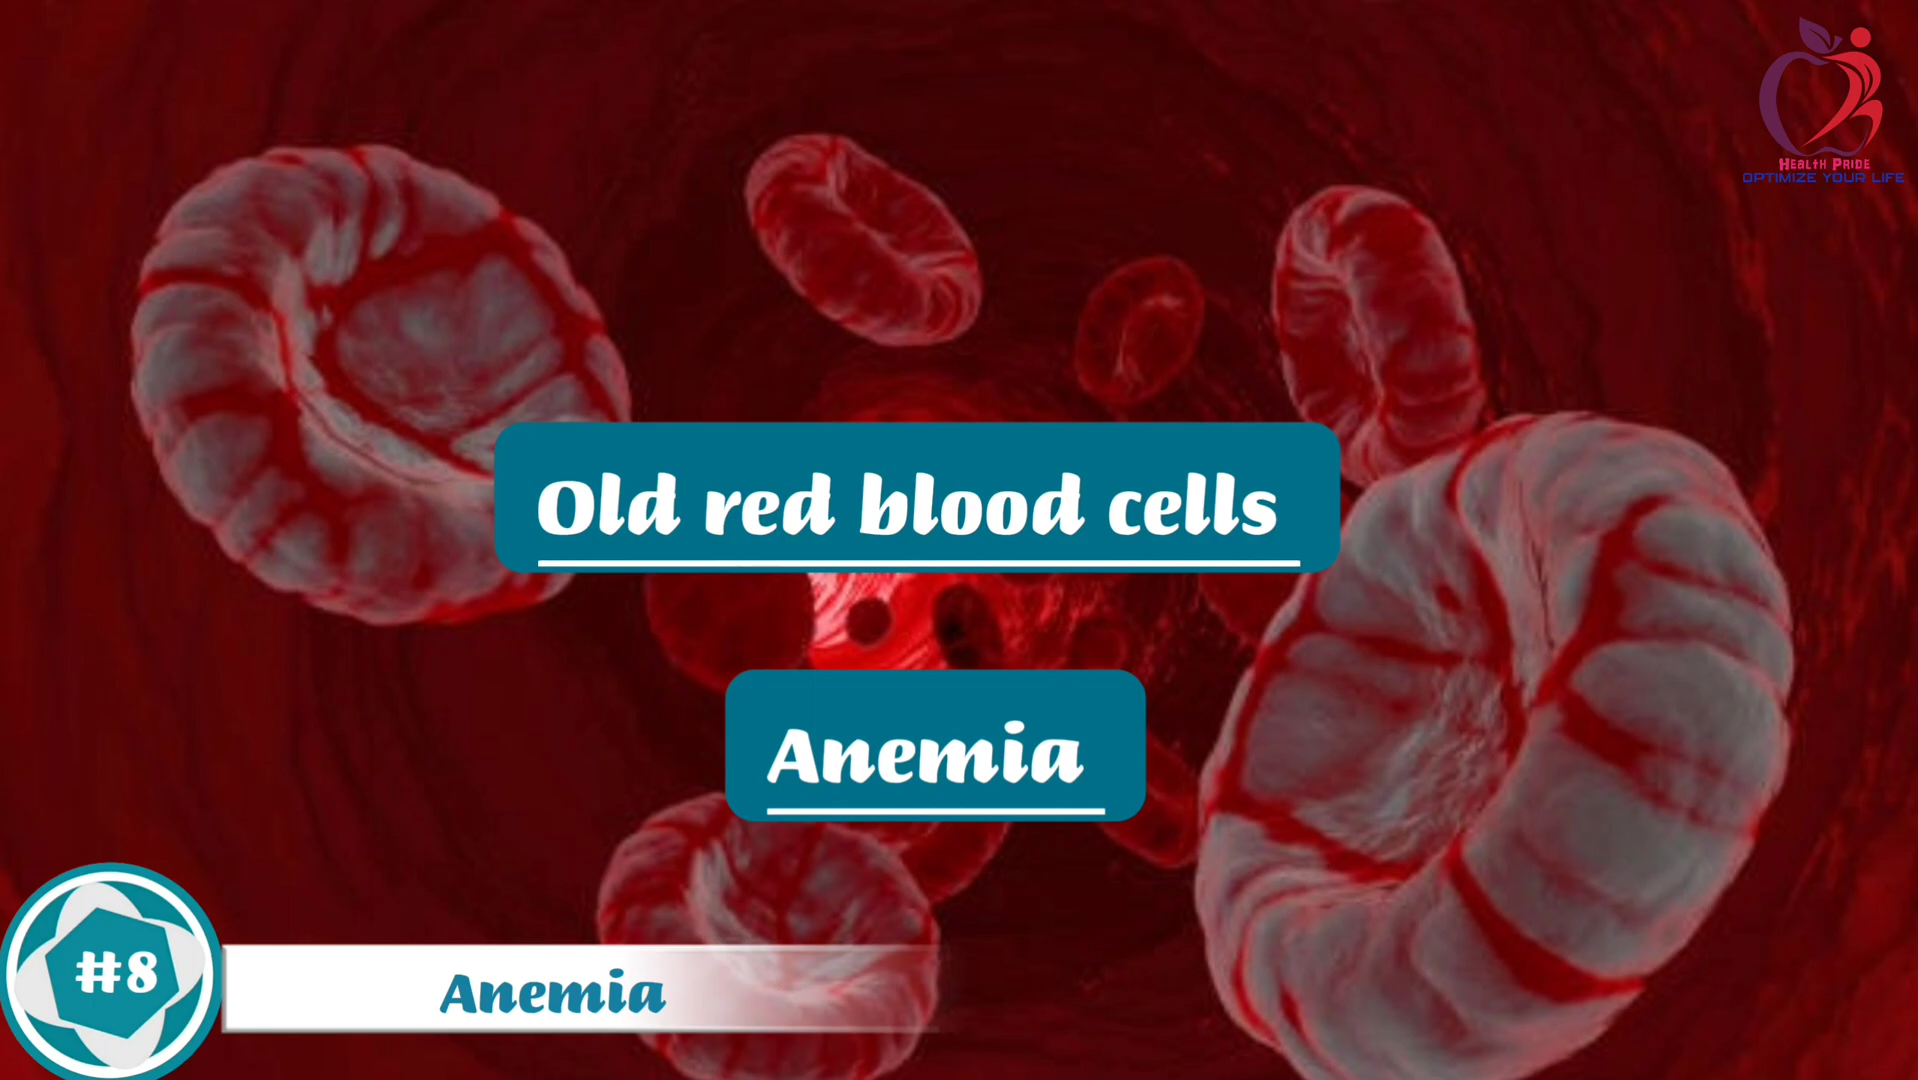 Health Pride
OPTIMIZE YOUR LIFE
Old red blood cells
Anemia
#8
Anemia